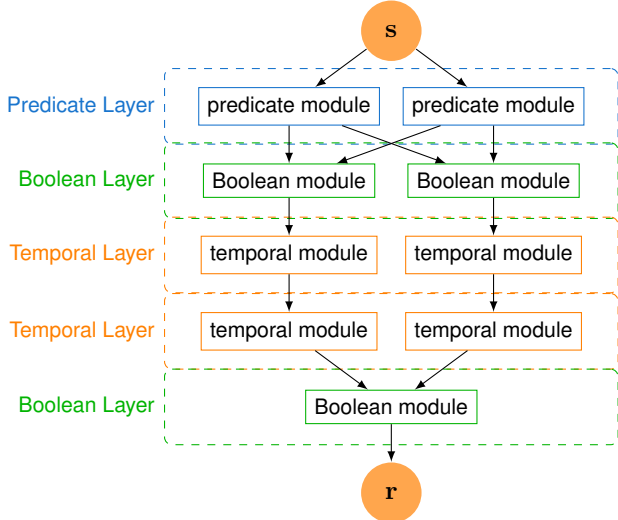 s
Predicate Layer
predicate module predicate module
Boolean Layer
Boolean module Boolean module
Temporal Layer
temporal module temporal module
Temporal Layer
temporal module temporal module
Boolean Layer
Boolean module
r